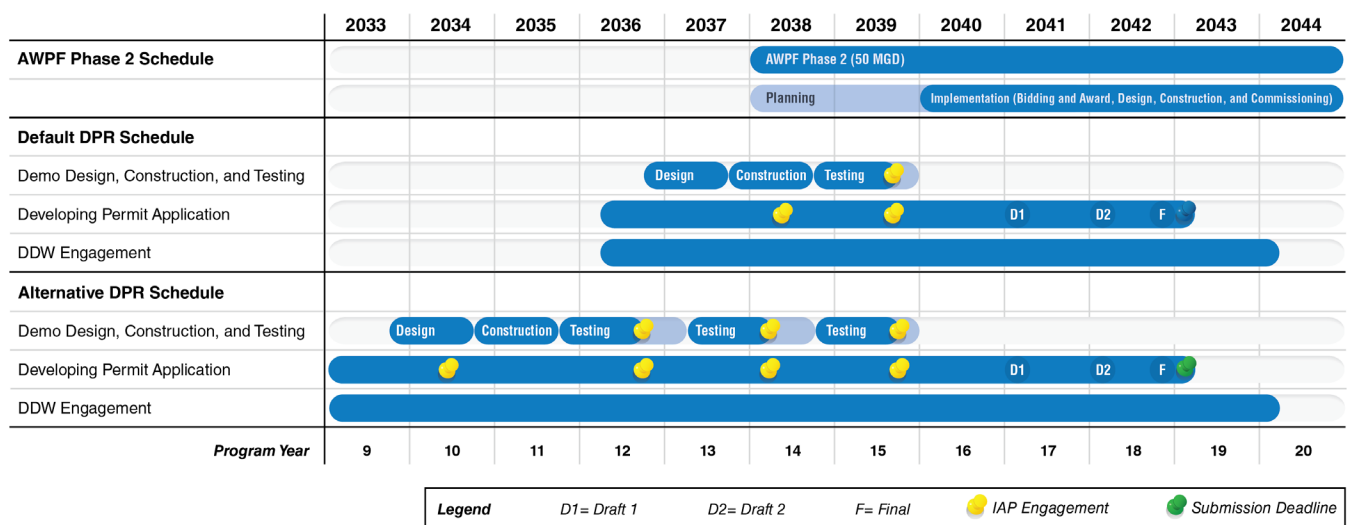 2033 2034 2035 2036 2037 2038 2039 2040 2041 2042 2043 2044
AWPF Phase 2 Schedule AWPF Phase 2 (50 MGD)
Planning Implementation (Bidding and Award, Design, Construction, and Commissioning)
Default DPR Schedule
Demo Design, Construction, and Testing Design Construction Testing
Developing Permit Application D1 D2 F
DDW Engagement
Alternative DPR Schedule
Demo Design, Construction, and Testing Design Construction Testing Testing Testing
Developing Permit Application D1 D2 F
DDW Engagement
Program Year 9 10 11 12 13 14 15 16 17 18 19 20
Legend D1= Draft 1 D2= Draft 2 F= Final IAP Engagement Submission Deadline